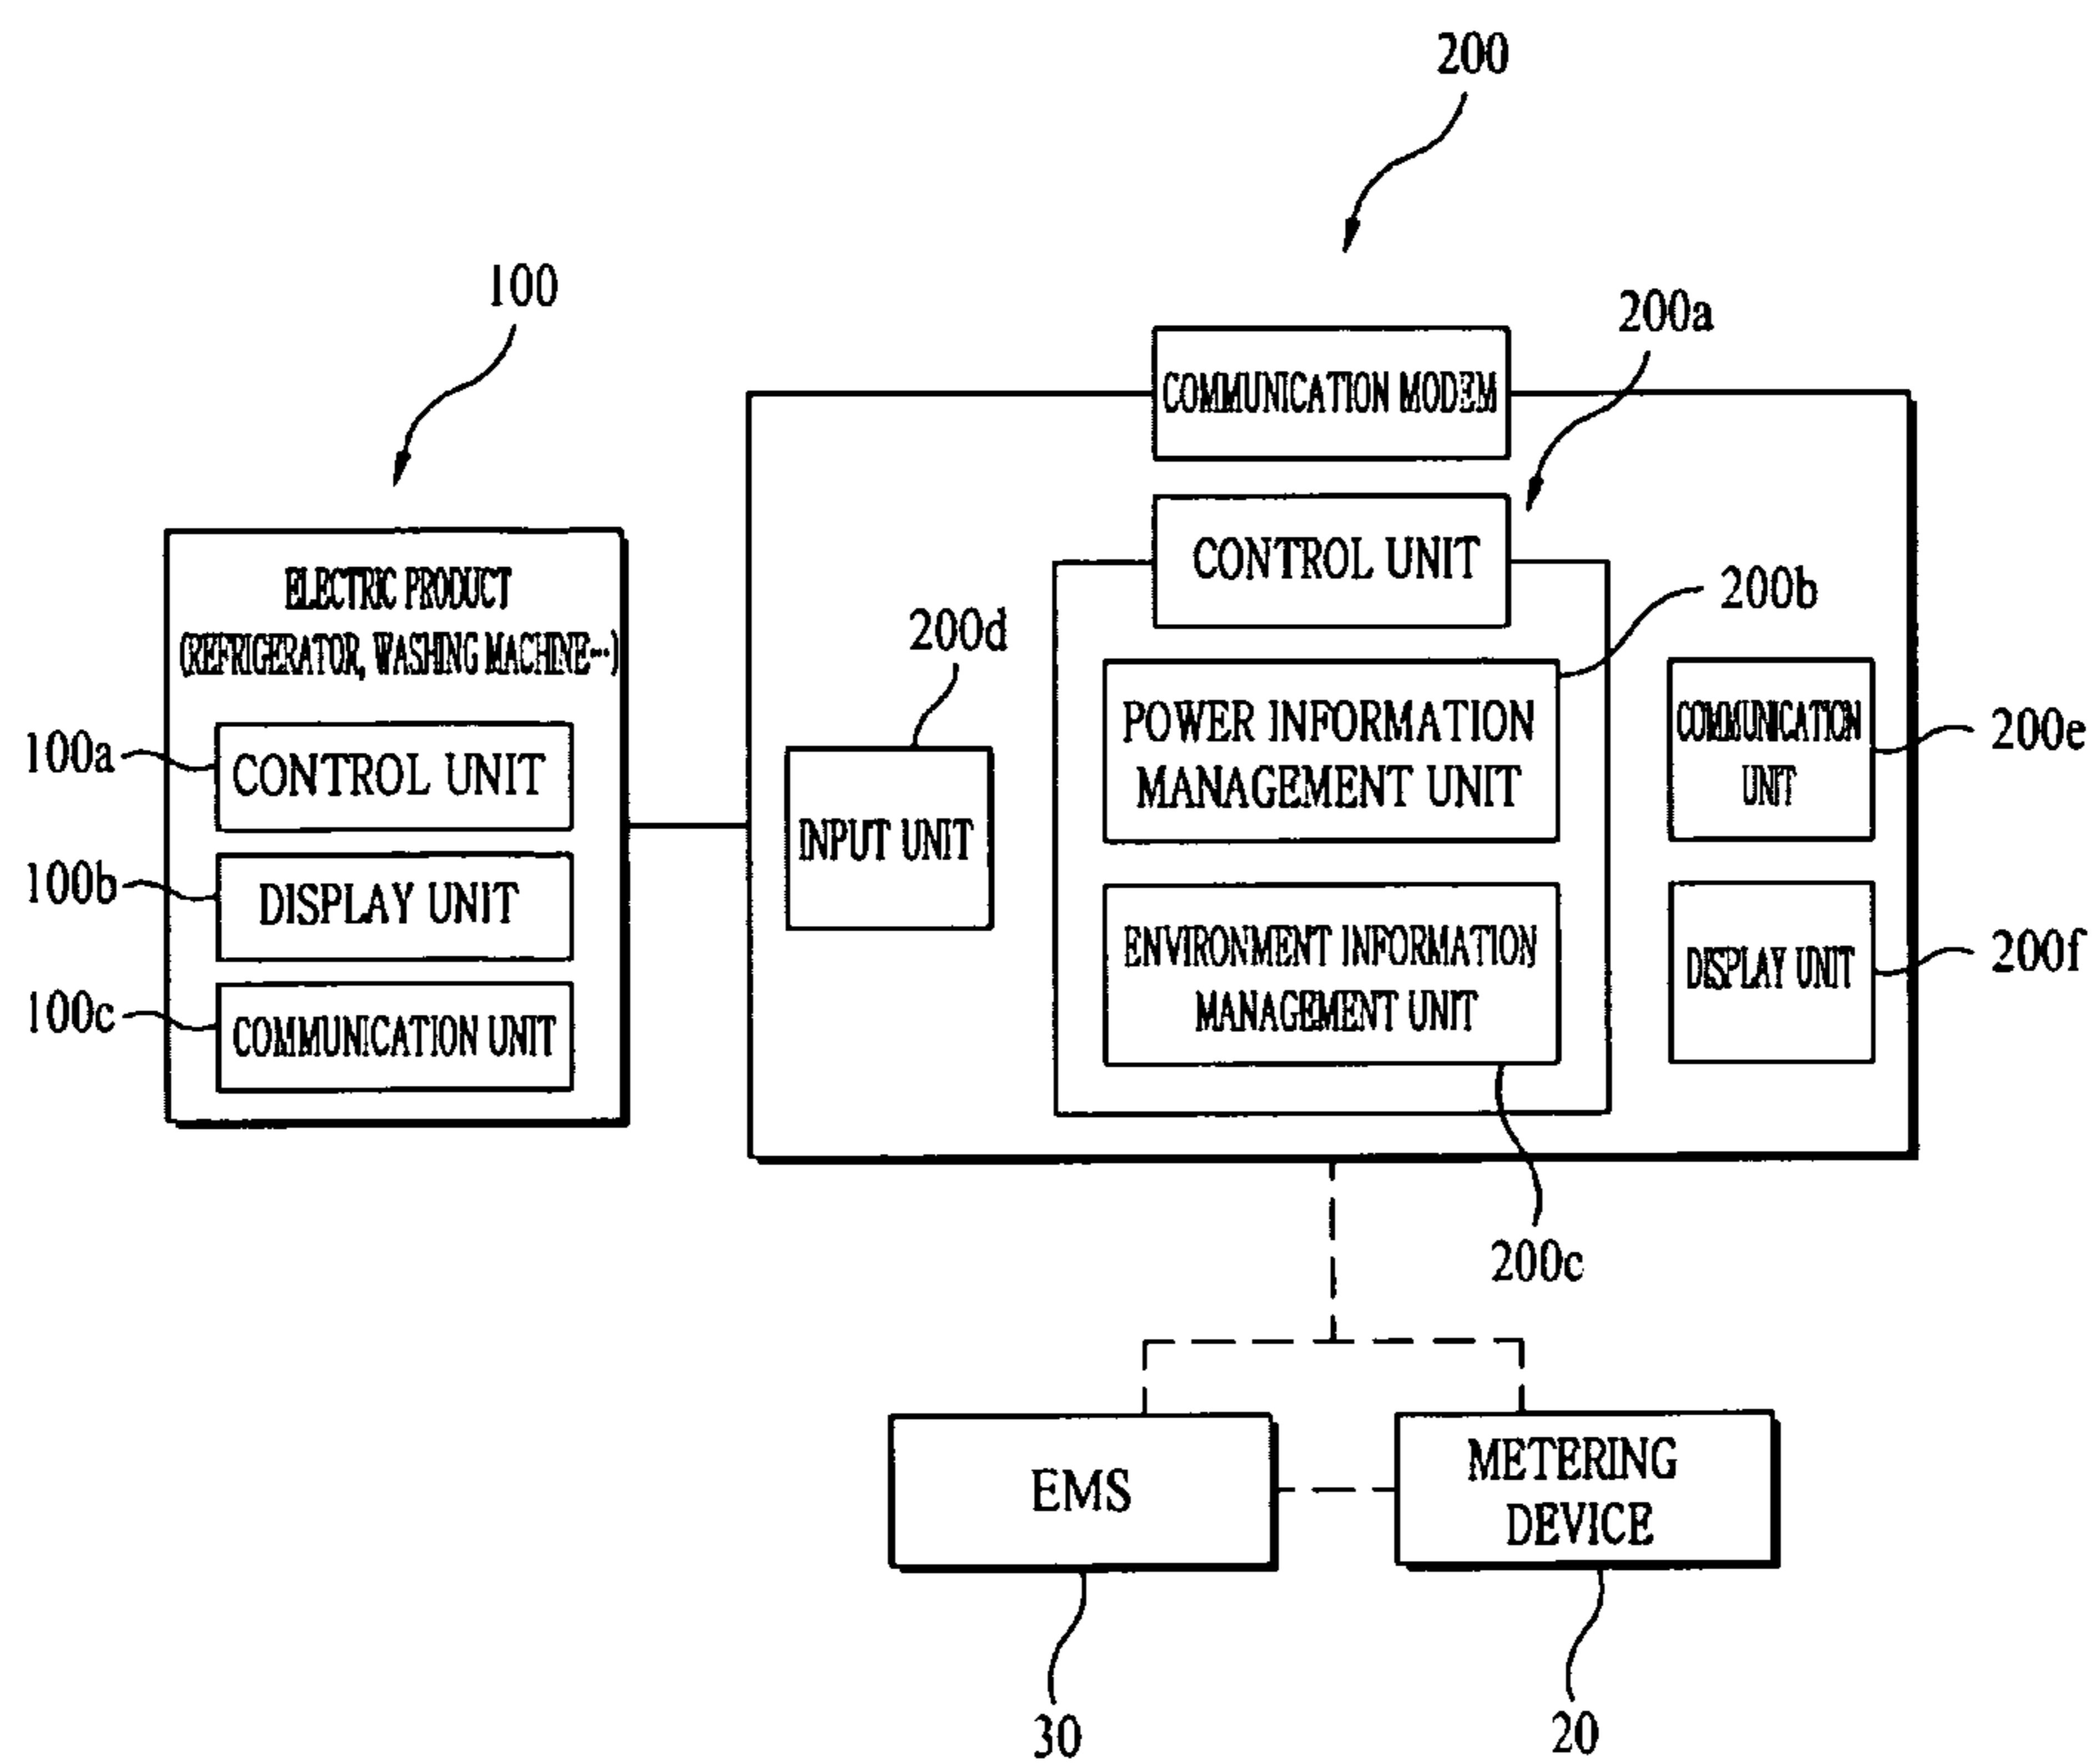 200
100
200a
COMMUNICATION MODEM
CONTROL UNIT
ELECTRIC PRODUCT
(REFRIGERATOR, WASHING MACHINE···)
200b
200d
100a
CONTROL UNIT
POWER INFORMATION
MANAGEMENT UNIT
COMMUNICATION
UNIT
200e
INPUT UNIT
100b
DISPLAY UNIT
ENVIRONMENT INFORMATION
MANAGEMENT UNIT
DISPLAY UNIT
200f
100c
COMMUNICATION UNIT
200c
EMS
METERING
DEVICE
30
20